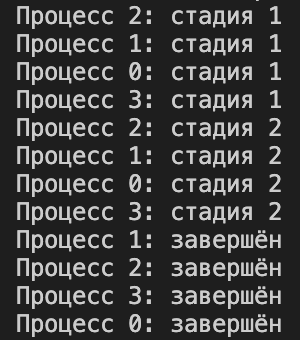 Процесс 2: стадия 1
Процесс 1: стадия 1
Процесс 0: стадия 1
Процесс 3: стадия 1
Процесс 2: стадия 2
Процесс 1: стадия 2
Процесс 0: стадия 2
Процесс 3: стадия 2
Процесс 1: завершён
Процесс 2: завершён
Процесс 3: завершён
Процесс 0: завершён